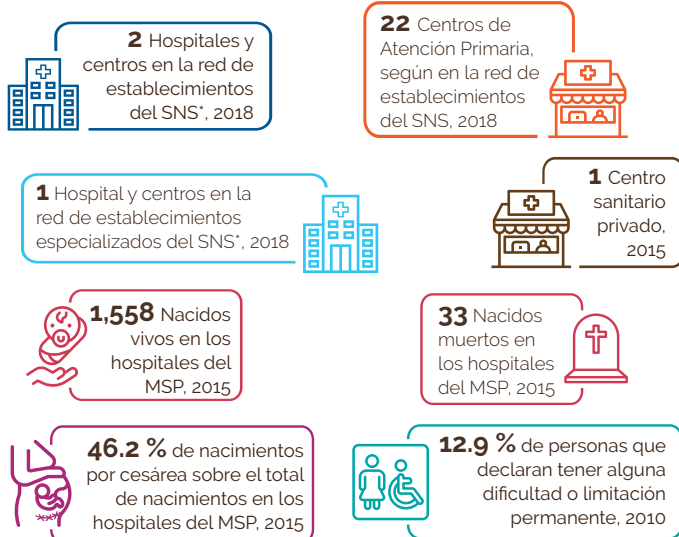 2 Hospitales y
centros en la red de
establecimientos
del SNS*, 2018
22 Centros de
Atención Primaria,
según en la red de
establecimientos
del SNS, 2018
1 Hospital y centros en la
red de establecimientos
especializados del SNS*, 2018
1 Centro
sanitario
privado,
2015
1,558 Nacidos
vivos en los
hospitales del
MSP, 2015
33 Nacidos
muertos en
los hospitales
del MSP, 2015
46.2 % de nacimientos
por cesárea sobre el total
de nacimientos en los
hospitales del MSP, 2015
12.9 % de personas que
declaran tener alguna
dificultad o limitación
permanente, 2010